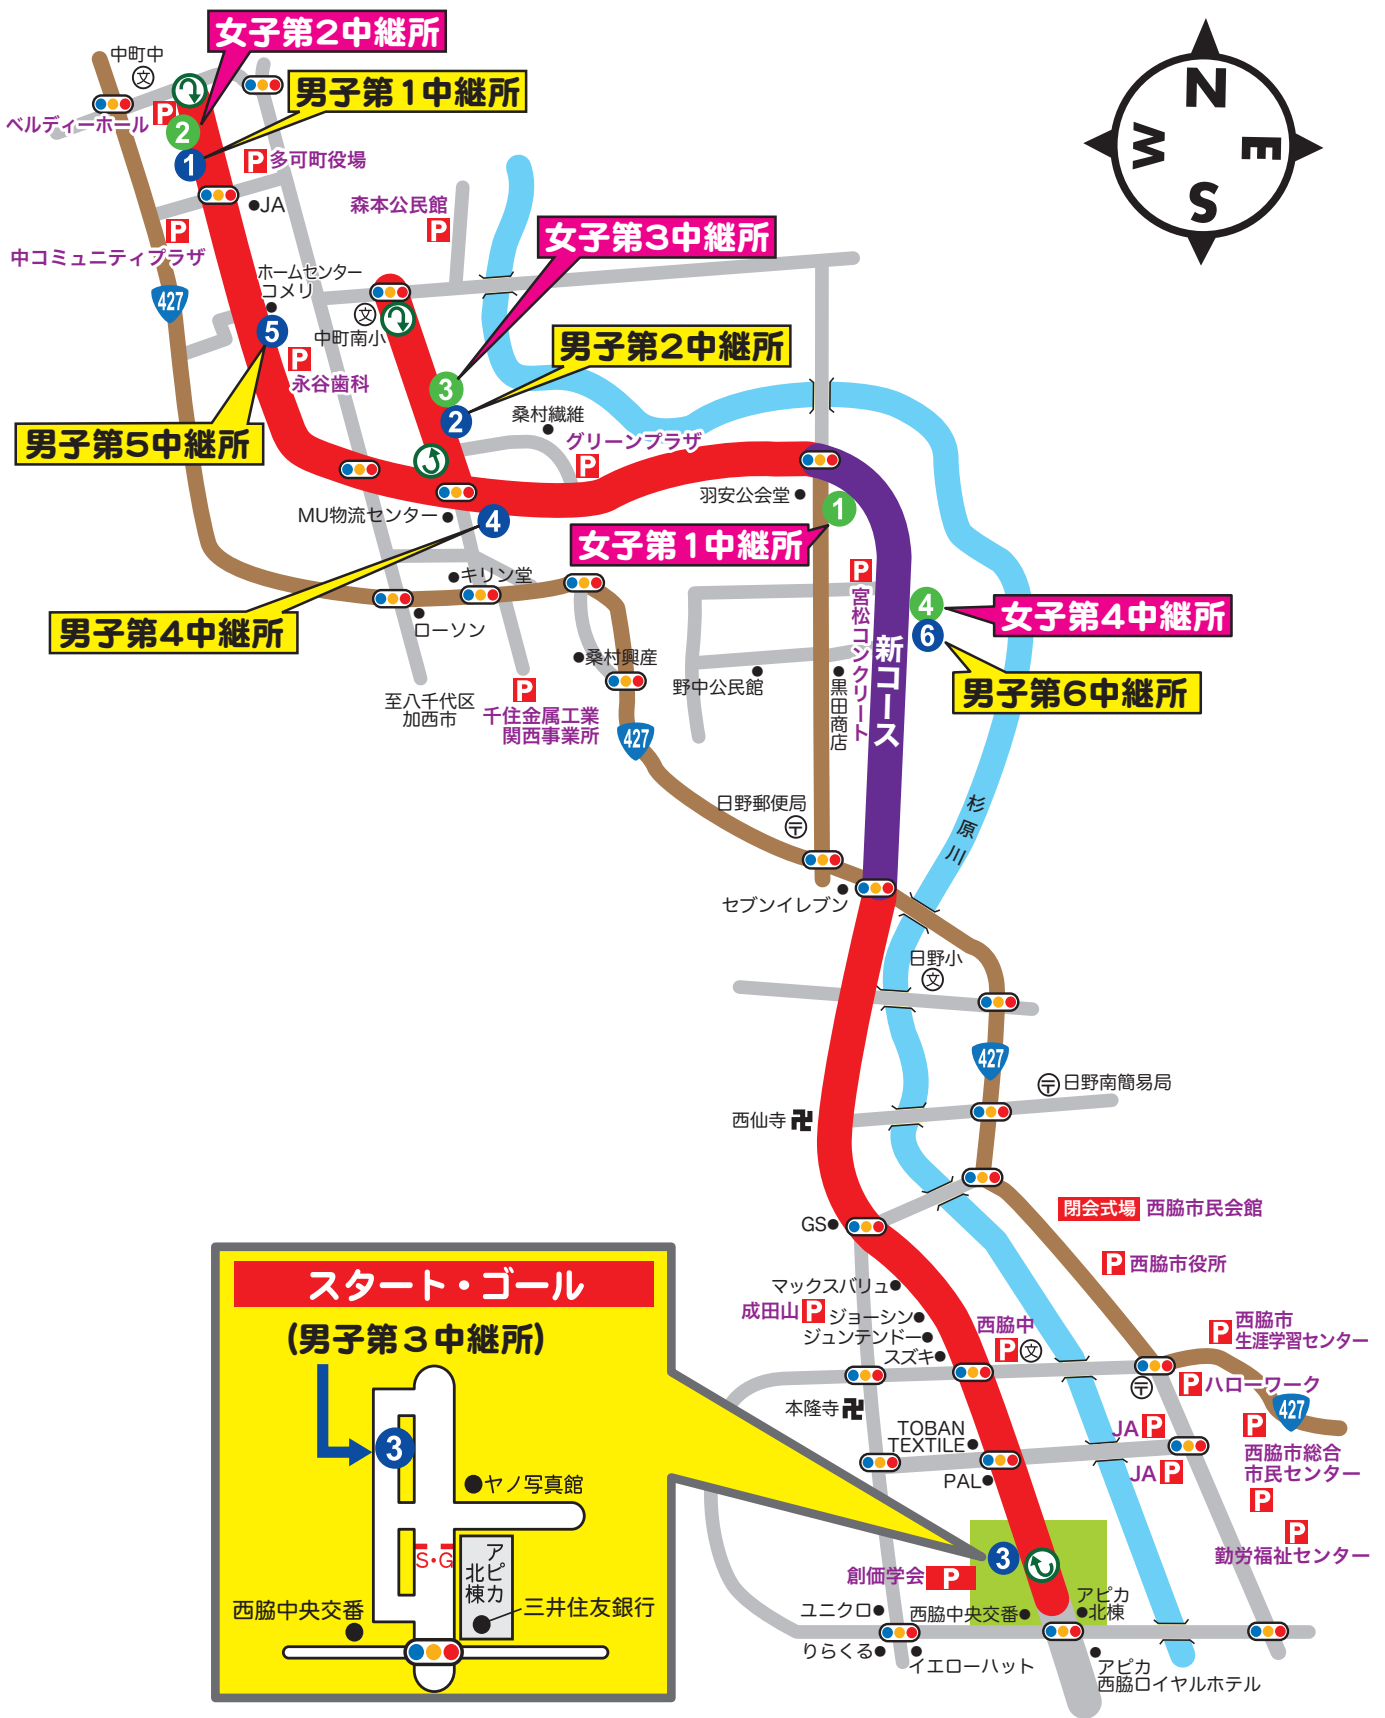 女子第2中継所
中町中
文
男子第1中継所
N
W
E
S
ベルディーホール
P
2
1
P
多可町役場
JA
森本公民館
P
P
中コミュニティプラザ
女子第3中継所
ホームセンター
コメリ
427
文
中町南小
5
男子第2中継所
P
永谷歯科
3
2
桑村繊維
男子第5中継所
グリーンプラザ
P
羽安公会堂
1
MU物流センター
4
女子第1中継所
P
宮松コンクリート
キリン堂
4
女子第4中継所
ローソン
男子第4中継所
6
新コース
桑村興産
野中公民館
黒田商店
男子第6中継所
至八千代区
加西市
P
千住金属工業
関西事業所
427
日野郵便局
〒
杉原川
セブンイレブン
日野小
文
427
〒
日野南簡易局
西仙寺
卍
閉会式場
西脇市民会館
GS
P
西脇市役所
マックスバリュ
成田山
P
ジョーシン
ジュンテンドー
スズキ
西脇中
P
文
P
西脇市
生涯学習センター
〒
P
ハローワーク
427
本隆寺
卍
TOBAN
TEXTILE
JA
P
P
西脇市総合
市民センター
PAL
JA
P
P
P
勤労福祉センター
スタート・ゴール
(男子第3中継所)
3
ヤノ写真館
S・G
アピカ
北棟
西脇中央交番
三井住友銀行
3
創価学会
P
ユニクロ
西脇中央交番
アピカ
北棟
りらくる
イエローハット
アピカ
西脇ロイヤルホテル